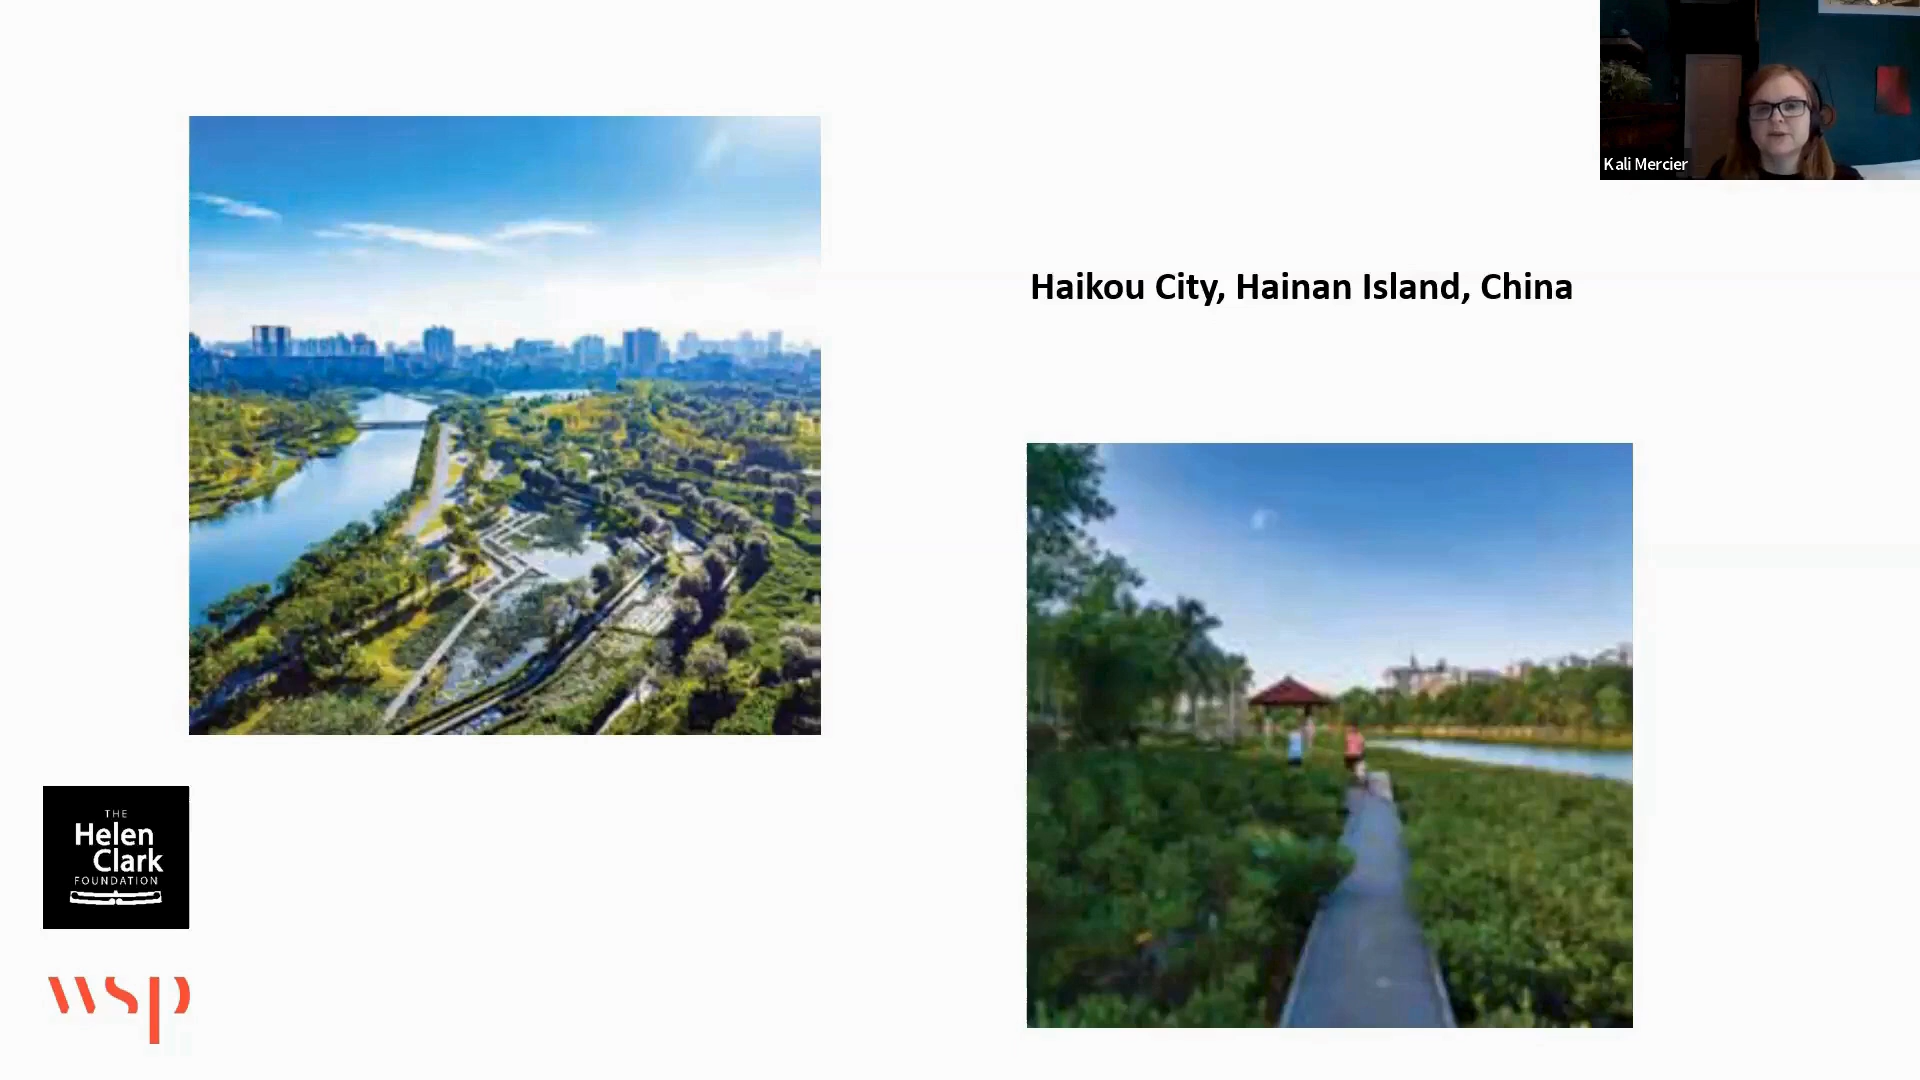 Kali Mercier
Haikou City, Hainan Island, China
THE
Helen
Clark
FOUNDATION
wsp